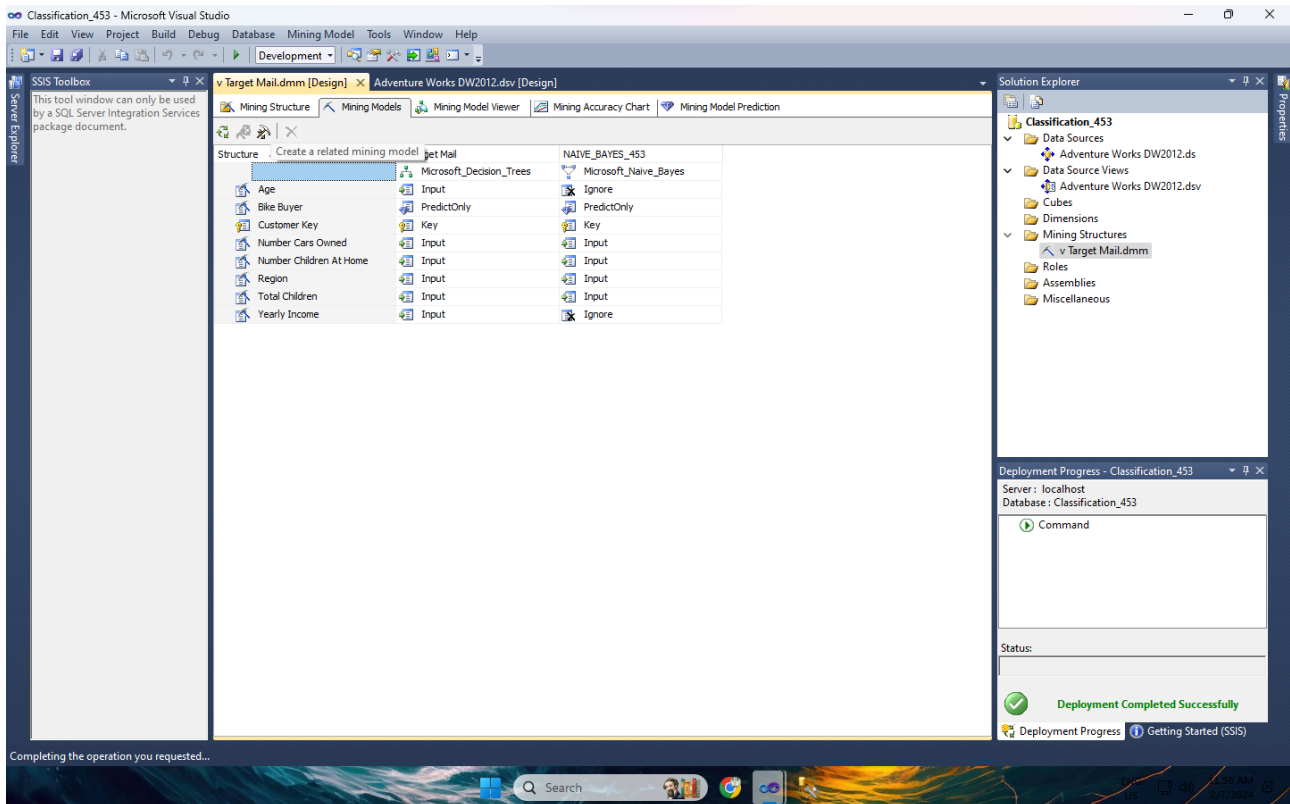 Classification_453 - Microsoft Visual Studio
File Edit View Project Build Debug Database Mining Model Tools Window Help
Development
SSIS Toolbox
This tool window can only be used
by a SQL Server Integration Services
package document.
Server Explorer
v Target Mail.dmm [Design] Adventure Works DW2012.dsv [Design]
Mining Structure Mining Models Mining Model Viewer Mining Accuracy Chart Mining Model Prediction
Create a related mining model
Structure get Mail NAIVE_BAYES_453
Microsoft_Decision_Trees Microsoft_Naive_Bayes
Age Input Ignore
Bike Buyer PredictOnly PredictOnly
Customer Key Key Key
Number Cars Owned Input Input
Number Children At Home Input Input
Region Input Input
Total Children Input Input
Yearly Income Input Ignore
Solution Explorer
Classification_453
Data Sources
Adventure Works DW2012.ds
Data Source Views
Adventure Works DW2012.dsv
Cubes
Dimensions
Mining Structures
v Target Mail.dmm
Roles
Assemblies
Miscellaneous
Properties
Deployment Progress - Classification_453
Server : localhost
Database : Classification_453
Command
Status:
Deployment Completed Successfully
Deployment Progress Getting Started (SSIS)
Completing the operation you requested...
Search